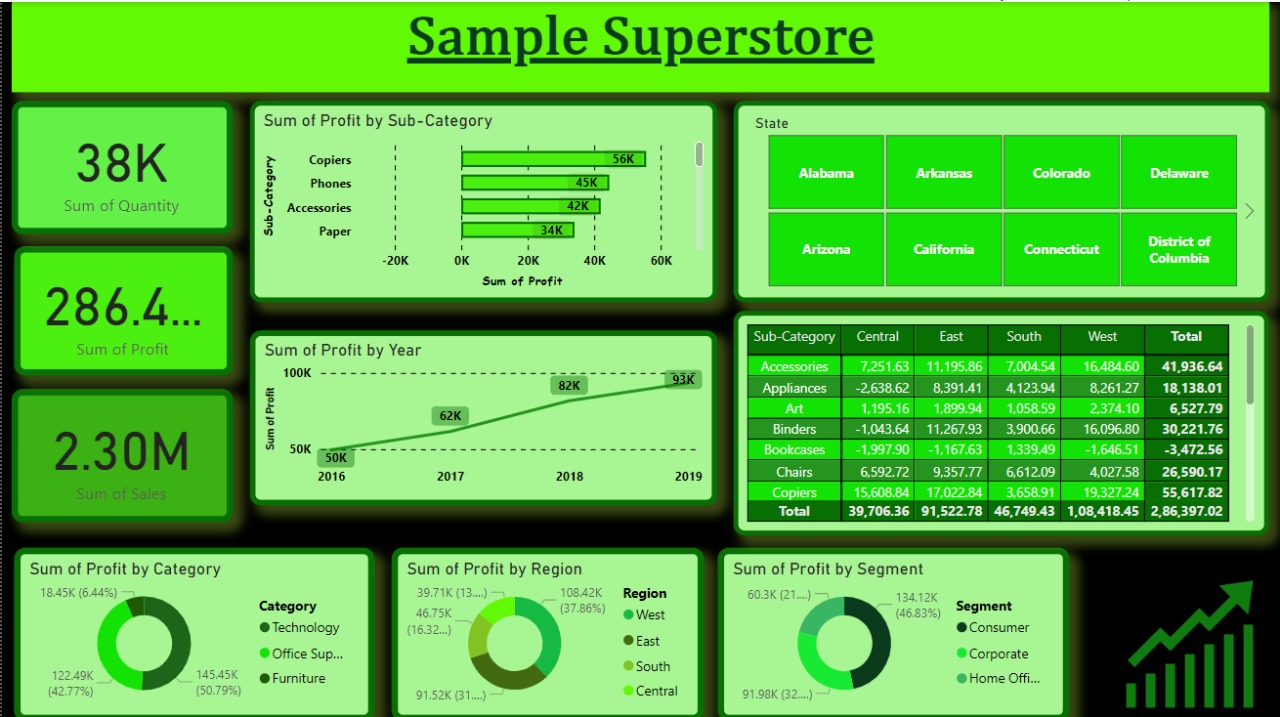 Sample Superstore
38K
Sum of Quantity
286.4...
Sum of Profit
2.30M
Sum of Sales
Sum of Profit by Sub-Category
Sub-Category
Copiers
56K
Phones
45K
Accessories
42K
Paper
34K
-20K 0K 20K 40K 60K
Sum of Profit
State
Alabama Arkansas Colorado Delaware
Arizona California Connecticut District of
Columbia
Sum of Profit by Year
Sum of Profit
100K
50K
50K
62K
82K
93K
2016 2017 2018 2019
Sub-Category Central East South West Total
Accessories 7,251.63 11,195.86 7,004.54 16,484.60 41,936.64
Appliances -2,638.62 8,391.41 4,123.94 8,261.27 18,138.01
Art 1,195.16 1,899.94 1,058.59 2,374.10 6,527.79
Binders -1,043.64 11,267.93 3,900.66 16,096.80 30,221.76
Bookcases -1,997.90 -1,167.63 1,339.49 -1,646.51 -3,472.56
Chairs 6,592.72 9,357.77 6,612.09 4,027.58 26,590.17
Copiers 15,608.84 17,022.84 3,658.91 19,327.24 55,617.82
Total 39,706.36 91,522.78 46,749.43 1,08,418.45 2,86,397.02
Sum of Profit by Category
18.45K (6.44%)
122.49K
(42.77%)
145.45K
(50.79%)
Category
Technology
Office Sup...
Furniture
Sum of Profit by Region
39.71K (13....)
46.75K
(16.32...)
91.52K (31....)
108.42K
(37.86%)
Region
West
East
South
Central
Sum of Profit by Segment
60.3K (21....)
91.98K (32....)
134.12K
(46.83%)
Segment
Consumer
Corporate
Home Offi...